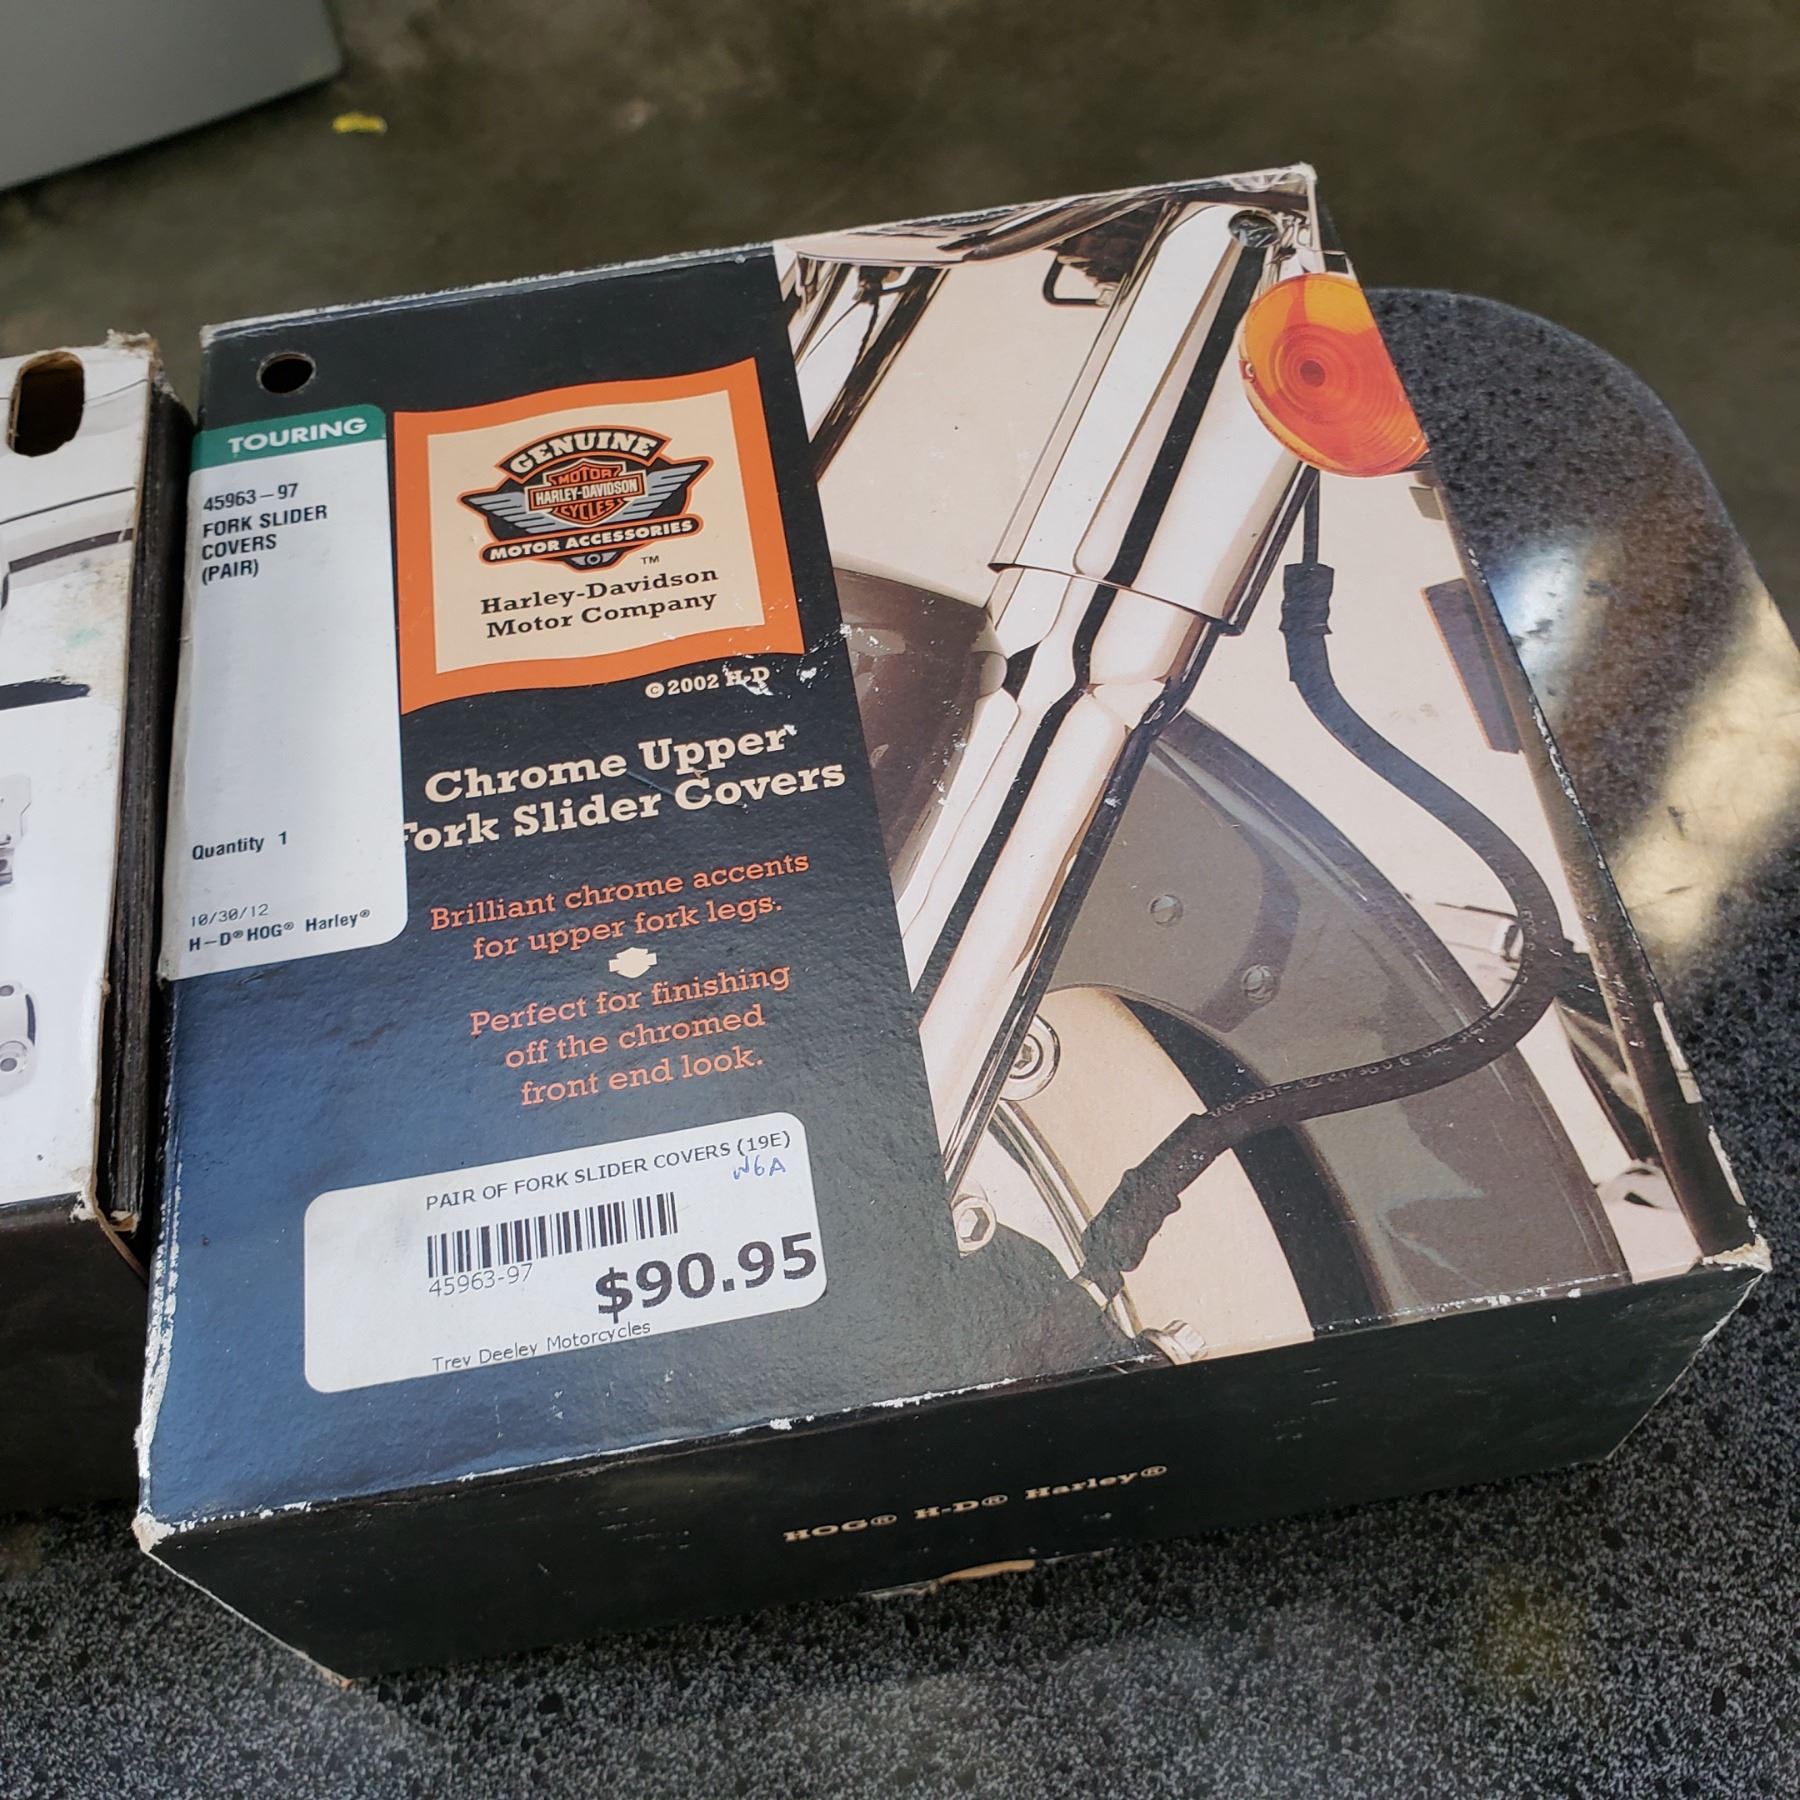 TOURING
45963-97
FORK SLIDER
COVERS
(PAIR)
Quantity 1
10/30/12
H-D® HOG® Harley®
GENUINE
MOTOR
HARLEY-DAVIDSON
CYCLES
MOTOR ACCESSORIES
TM
Harley-Davidson
Motor Company
© 2002 H-D
Chrome Upper
Fork Slider Covers
Brilliant chrome accents
for upper fork legs.
Perfect for finishing
off the chromed
front end look.
PAIR OF FORK SLIDER COVERS (19E)
W6A
45963-97
$90.95
Trev Deeley Motorcycles
HOG® H-D® Harley®